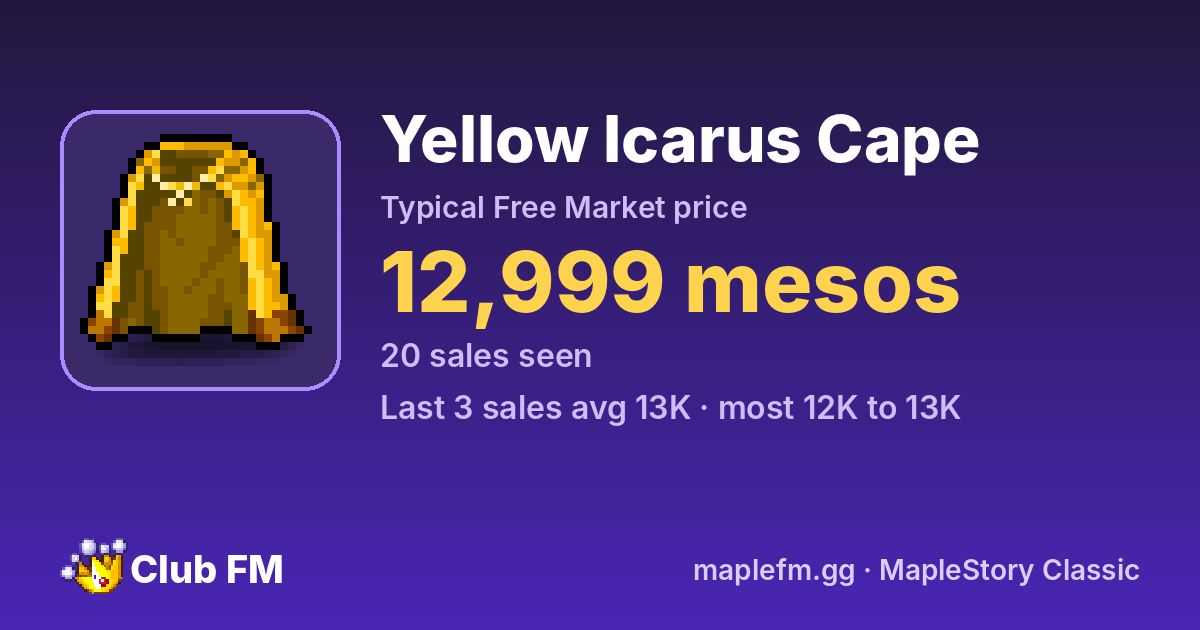 Yellow Icarus Cape
Typical Free Market price
12,999 mesos
20 sales seen
Last 3 sales avg 13K · most 12K to 13K
Club FM
maplefm.gg · MapleStory Classic